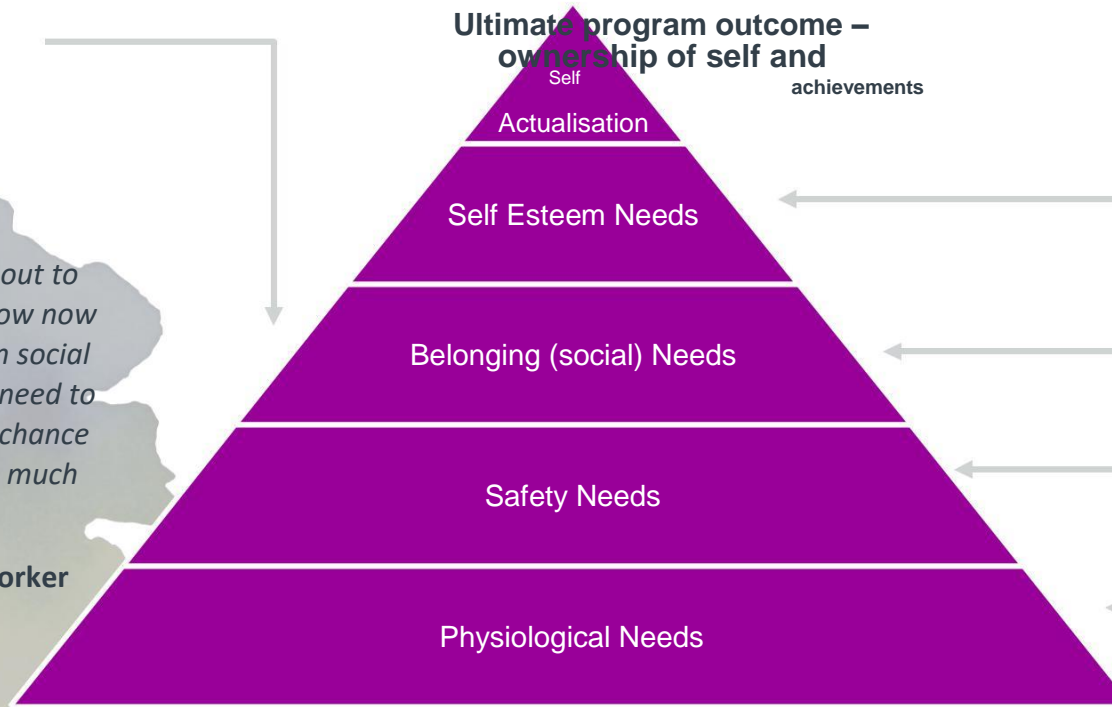 Ultimate program outcome –
ownership of self and
achievements
Self
Actualisation
Self Esteem Needs
Belonging (social) Needs
Safety Needs
Physiological Needs
out to
ow now
n social
need to
chance
much
orker